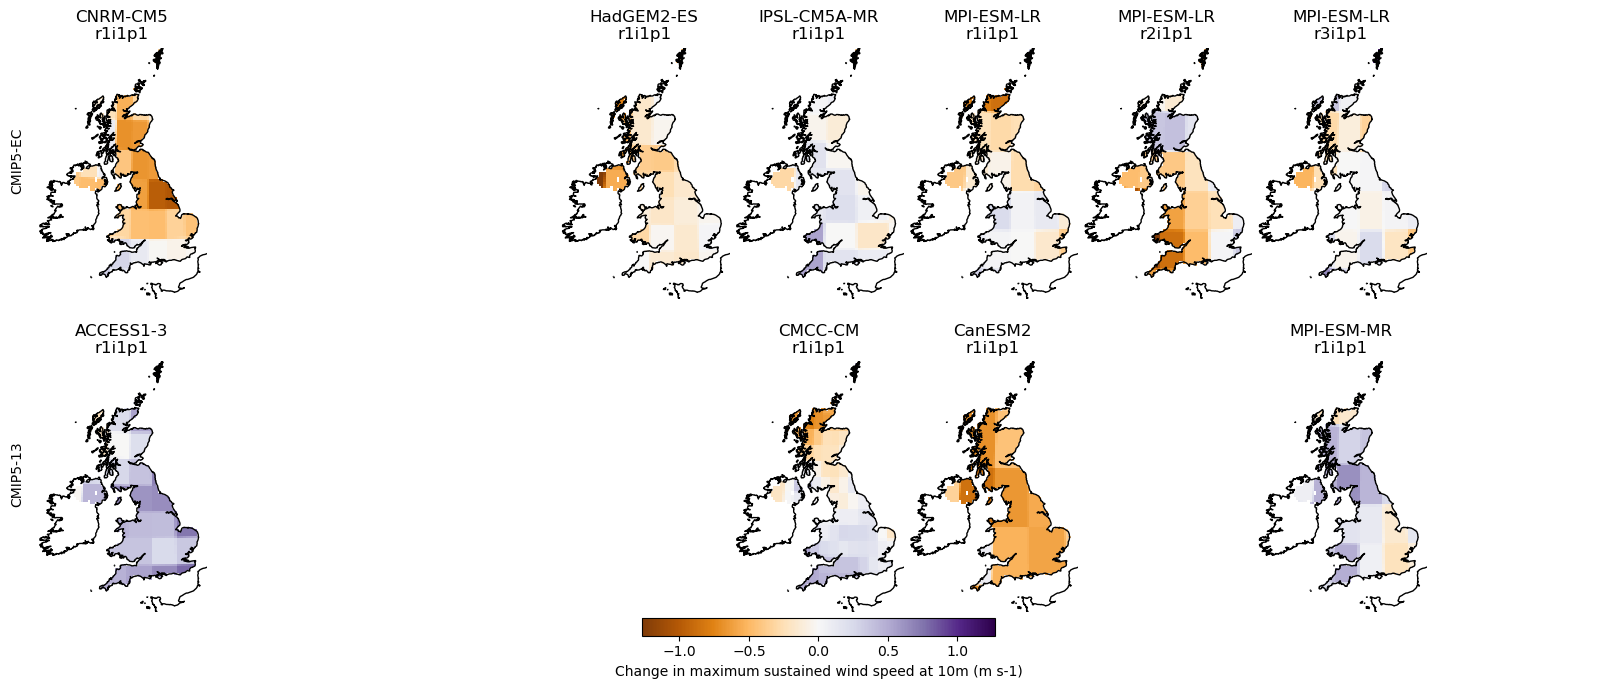 CNRM-CM5
r1i1p1
HadGEM2-ES
r1i1p1
IPSL-CM5A-MR
r1i1p1
MPI-ESM-LR
r1i1p1
MPI-ESM-LR
r2i1p1
MPI-ESM-LR
r3i1p1
CMIP5-EC
ACCESS1-3
r1i1p1
CMCC-CM
r1i1p1
CanESM2
r1i1p1
MPI-ESM-MR
r1i1p1
CMIP5-13
−1.0 −0.5 0.0 0.5 1.0
Change in maximum sustained wind speed at 10m (m s-1)